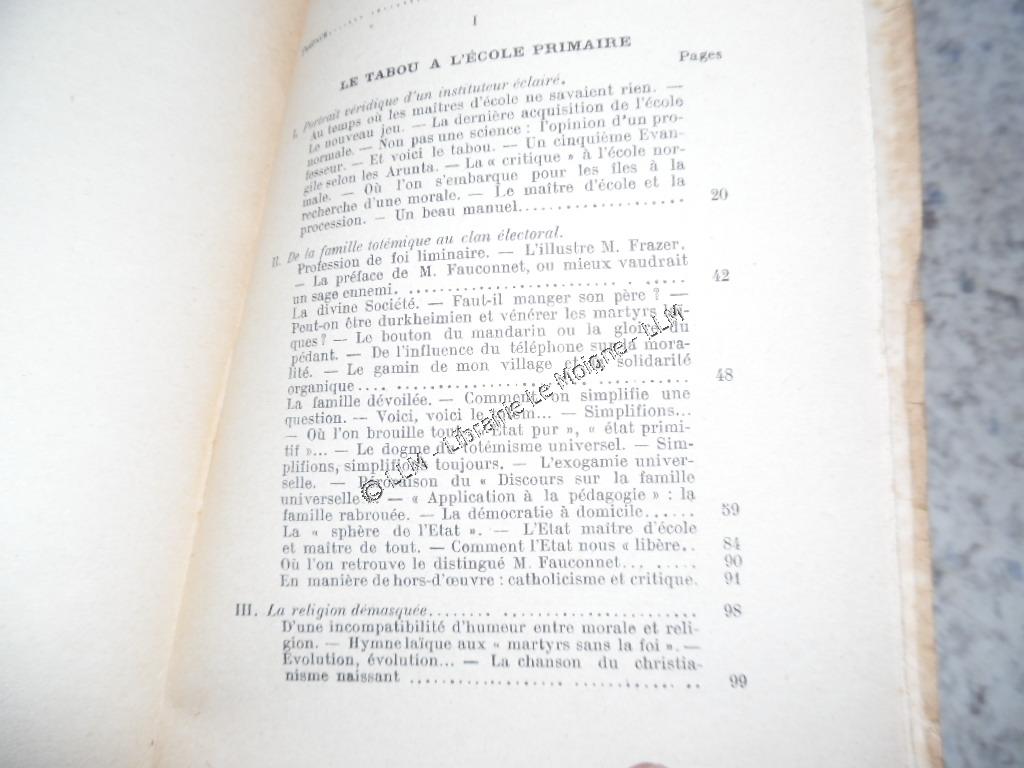 I
LE TABOU A L'ÉCOLE PRIMAIRE
Pages
I. Portrait véridique d'un instituteur éclairé.
Au temps où les maîtres d'école ne savaient rien. —
Le nouveau jeu. — La dernière acquisition de l'école
normale. — Non pas une science : l'opinion d'un pro-
fesseur. — Et voici le tabou. — Un cinquième Evan-
gile selon les Arunta. — La « critique » à l'école nor-
male. — Où l'on s'embarque pour les îles à la
recherche d'une morale. — Le maître d'école et la
procession. — Un beau manuel..................... 20
II. De la famille totémique au clan électoral.
Profession de foi liminaire. — L'illustre M. Frazer.
— La préface de M. Fauconnet, ou mieux vaudrait
un sage ennemi. .............................. 42
La divine Société. — Faut-il manger son père ? —
Peut-on être durkheimien et vénérer les martyrs
ques ? — Le bouton du mandarin ou la gloire du
pédant. — De l'influence du téléphone sur la mora-
lité. — Le gamin de mon village et la solidarité
organique .... .............................. 48
La famille dévoilée. — Comment on simplifie une
question. — Voici, voici le totem... — Simplifions...
— Où l'on brouille tout : « Etat pur », « état primi-
tif »... — Le dogme du totémisme universel. — Sim-
plifions, simplifions toujours. — L'exogamie univer-
selle. — Péroraison du « Discours sur la famille
universelle ». — « Application à la pédagogie » : la
famille rabrouée. — La démocratie à domicile...... 59
La « sphère de l'Etat ». — L'Etat maître d'école
et maître de tout. — Comment l'Etat nous « libère.. 84
Où l'on retrouve le distingué M. Fauconnet... ...... 90
En manière de hors-d'œuvre : catholicisme et critique. 91
III. La religion démasquée........ ........................ 98
D'une incompatibilité d'humeur entre morale et reli-
gion. — Hymne laïque aux « martyrs sans la foi ». —
Évolution, évolution... — La chanson du christia-
nisme naissant ................................ .. 99
© LLM - Librairie Le Moigne - LLM